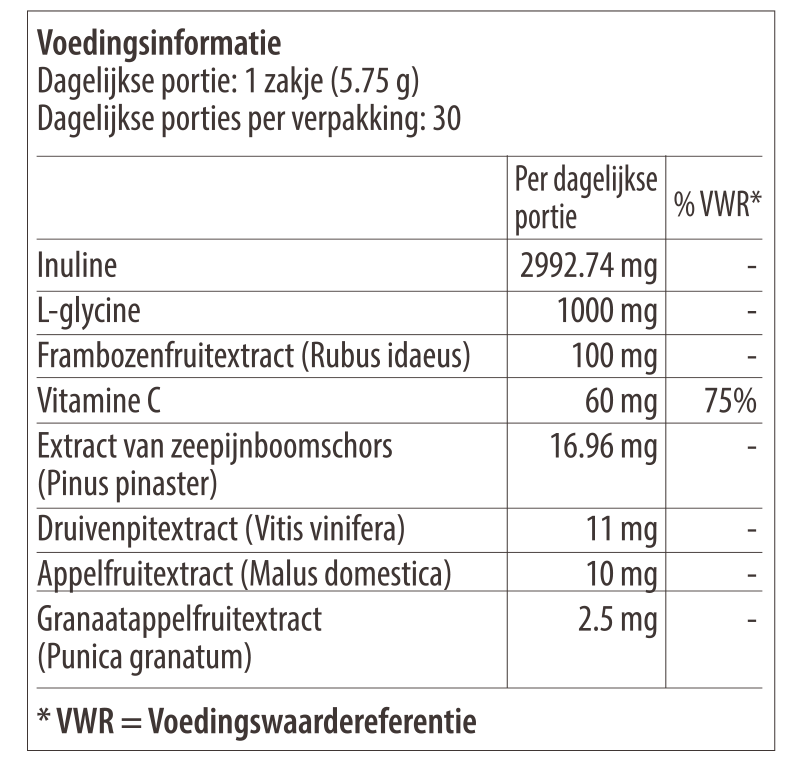 Voedingsinformatie
Dagelijkse portie: 1 zakje (5.75 g)
Dagelijkse porties per verpakking: 30
Per dagelijkse
portie
% VWR*
Inuline 2992.74 mg -
L-glycine 1000 mg -
Frambozenfruitextract (Rubus idaeus) 100 mg -
Vitamine C 60 mg 75%
Extract van zeepijnboomschors 16.96 mg -
(Pinus pinaster)
Druivenpitextract (Vitis vinifera) 11 mg -
Appelfruitextract (Malus domestica) 10 mg -
Granaatappelfruitextract 2.5 mg -
(Punica granatum)
* VWR = Voedingswaardereferentie